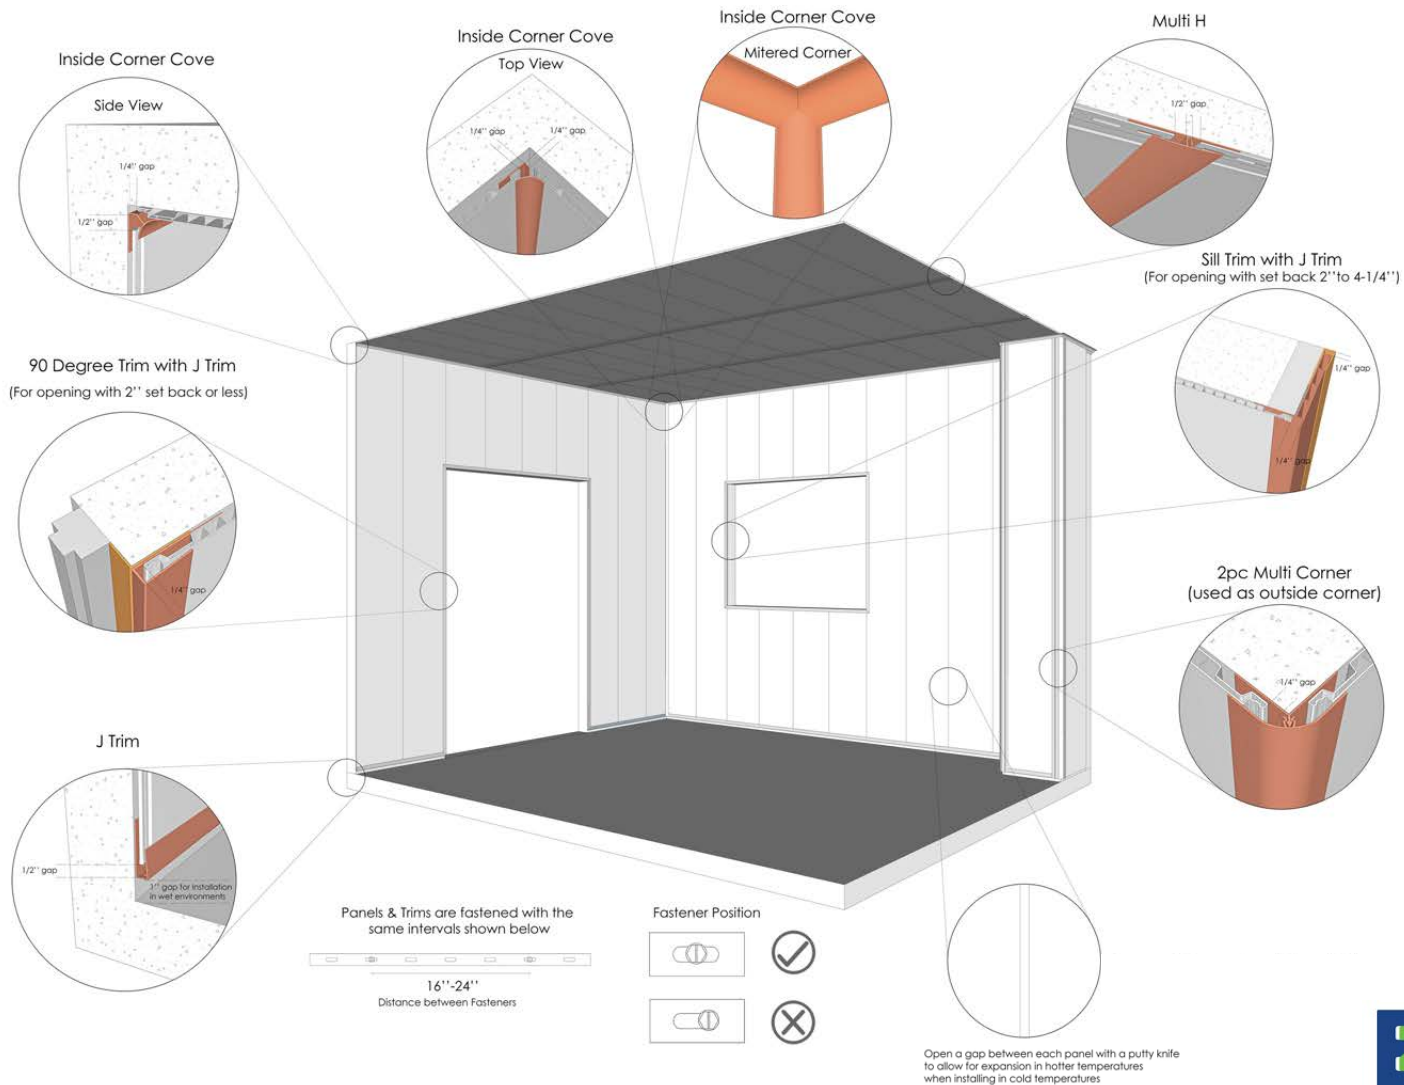 Inside Corner Cove
Side View
1/4'' gap
1/2'' gap
Inside Corner Cove
Top View
1/4'' gap
1/4'' gap
Inside Corner Cove
Mitered Corner
Multi H
1/2'' gap
Sill Trim with J Trim
(For opening with set back 2''to 4-1/4'')
1/4'' gap
1/4'' gap
90 Degree Trim with J Trim
(For opening with 2'' set back or less)
1/4'' gap
2pc Multi Corner
(used as outside corner)
1/4'' gap
J Trim
1/2'' gap
1'' gap for installation
in wet environments
Panels & Trims are fastened with the
same intervals shown below
16''-24''
Distance between Fasteners
Fastener Position
Open a gap between each panel with a putty knife
to allow for expansion in hotter temperatures
when installing in cold temperatures